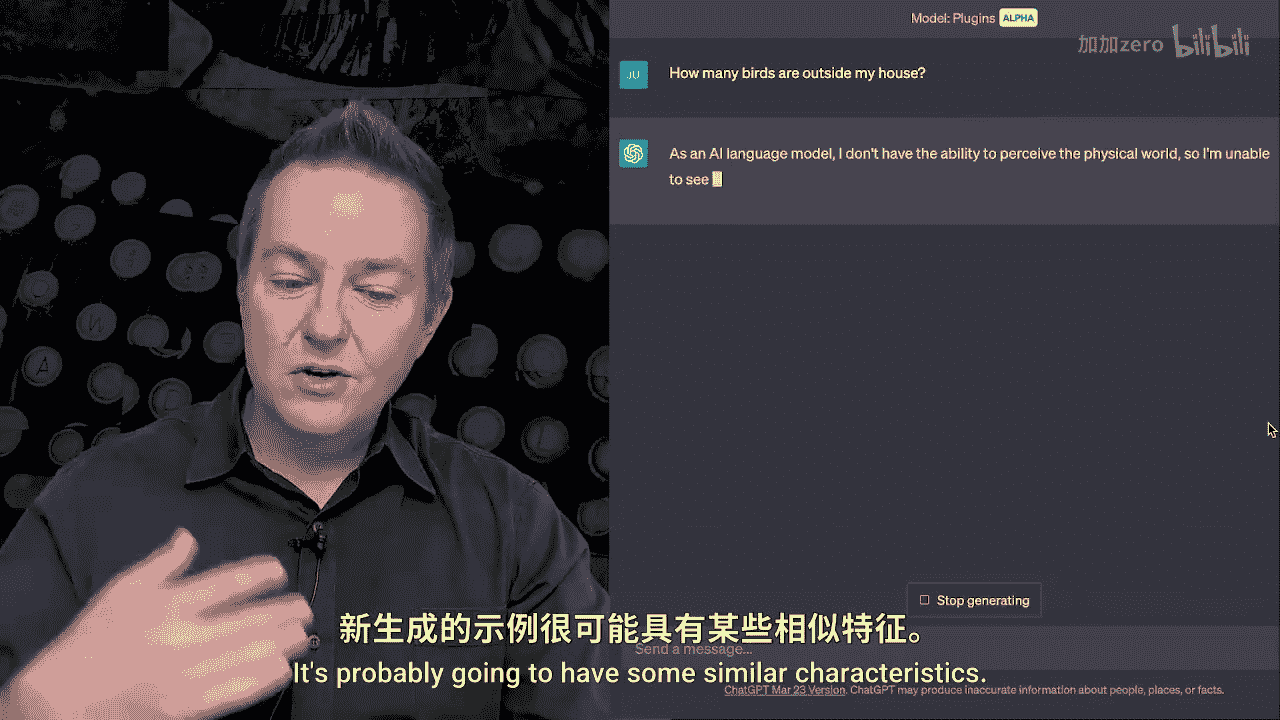 Model: Plugins ALPHA
加加zero bilibili
JU
How many birds are outside my house?
As an AI language model, I don't have the ability to perceive the physical world, so I'm unable
to see
Stop generating
新生成的示例很可能具有某些相似特征。
Send a message...
It's probably going to have some similar characteristics.
ChatGPT Mar 23 Version. ChatGPT may produce inaccurate information about people, places, or facts.